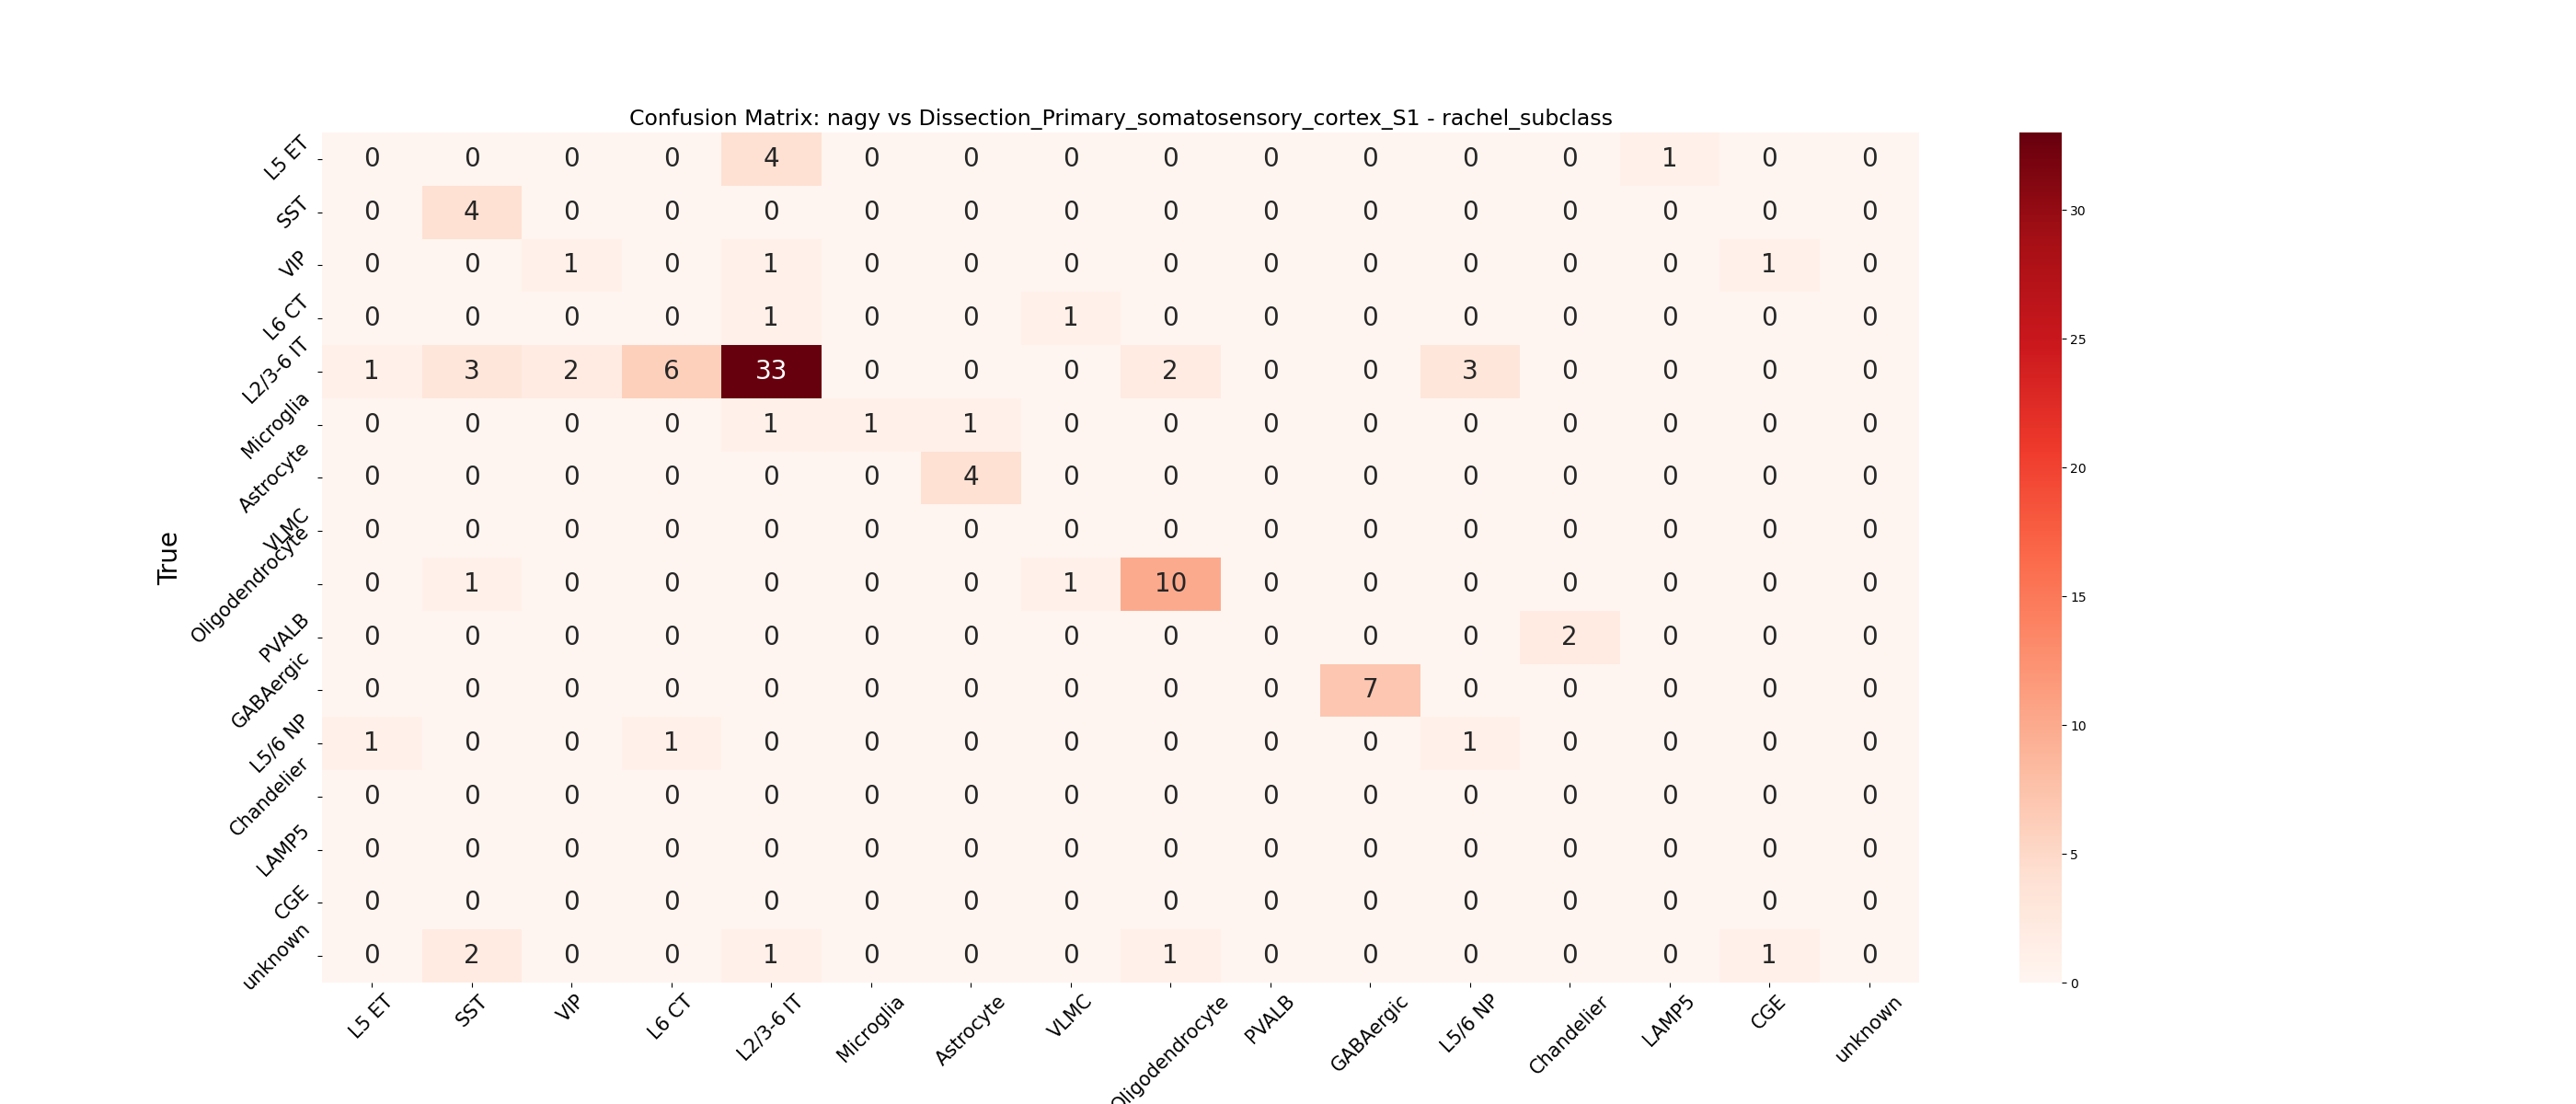 Confusion Matrix: nagy vs Dissection_Primary_somatosensory_cortex_S1 - rachel_subclass
L5 ET 0 0 0 0 4 0 0 0 0 0 0 0 0 1 0 0
SST 0 4 0 0 0 0 0 0 0 0 0 0 0 0 0 0
VIP 0 0 1 0 1 0 0 0 0 0 0 0 0 0 1 0
L6 CT 0 0 0 0 1 0 0 1 0 0 0 0 0 0 0 0
L2/3-6 IT 1 3 2 6 33 0 0 0 2 0 0 3 0 0 0 0
Microglia 0 0 0 0 1 1 1 0 0 0 0 0 0 0 0 0
Astrocyte 0 0 0 0 0 0 4 0 0 0 0 0 0 0 0 0
VLMC 0 0 0 0 0 0 0 0 0 0 0 0 0 0 0 0
Oligodendrocyte 0 1 0 0 0 0 0 1 10 0 0 0 0 0 0 0
PVALB 0 0 0 0 0 0 0 0 0 0 0 0 2 0 0 0
GABAergic 0 0 0 0 0 0 0 0 0 0 7 0 0 0 0 0
L5/6 NP 1 0 0 1 0 0 0 0 0 0 0 1 0 0 0 0
Chandelier 0 0 0 0 0 0 0 0 0 0 0 0 0 0 0 0
LAMP5 0 0 0 0 0 0 0 0 0 0 0 0 0 0 0 0
CGE 0 0 0 0 0 0 0 0 0 0 0 0 0 0 0 0
unknown 0 2 0 0 1 0 0 0 1 0 0 0 0 0 1 0
True
L5 ET SST VIP L6 CT L2/3-6 IT Microglia Astrocyte VLMC Oligodendrocyte PVALB GABAergic L5/6 NP Chandelier LAMP5 CGE unknown
30
25
20
15
10
5
0